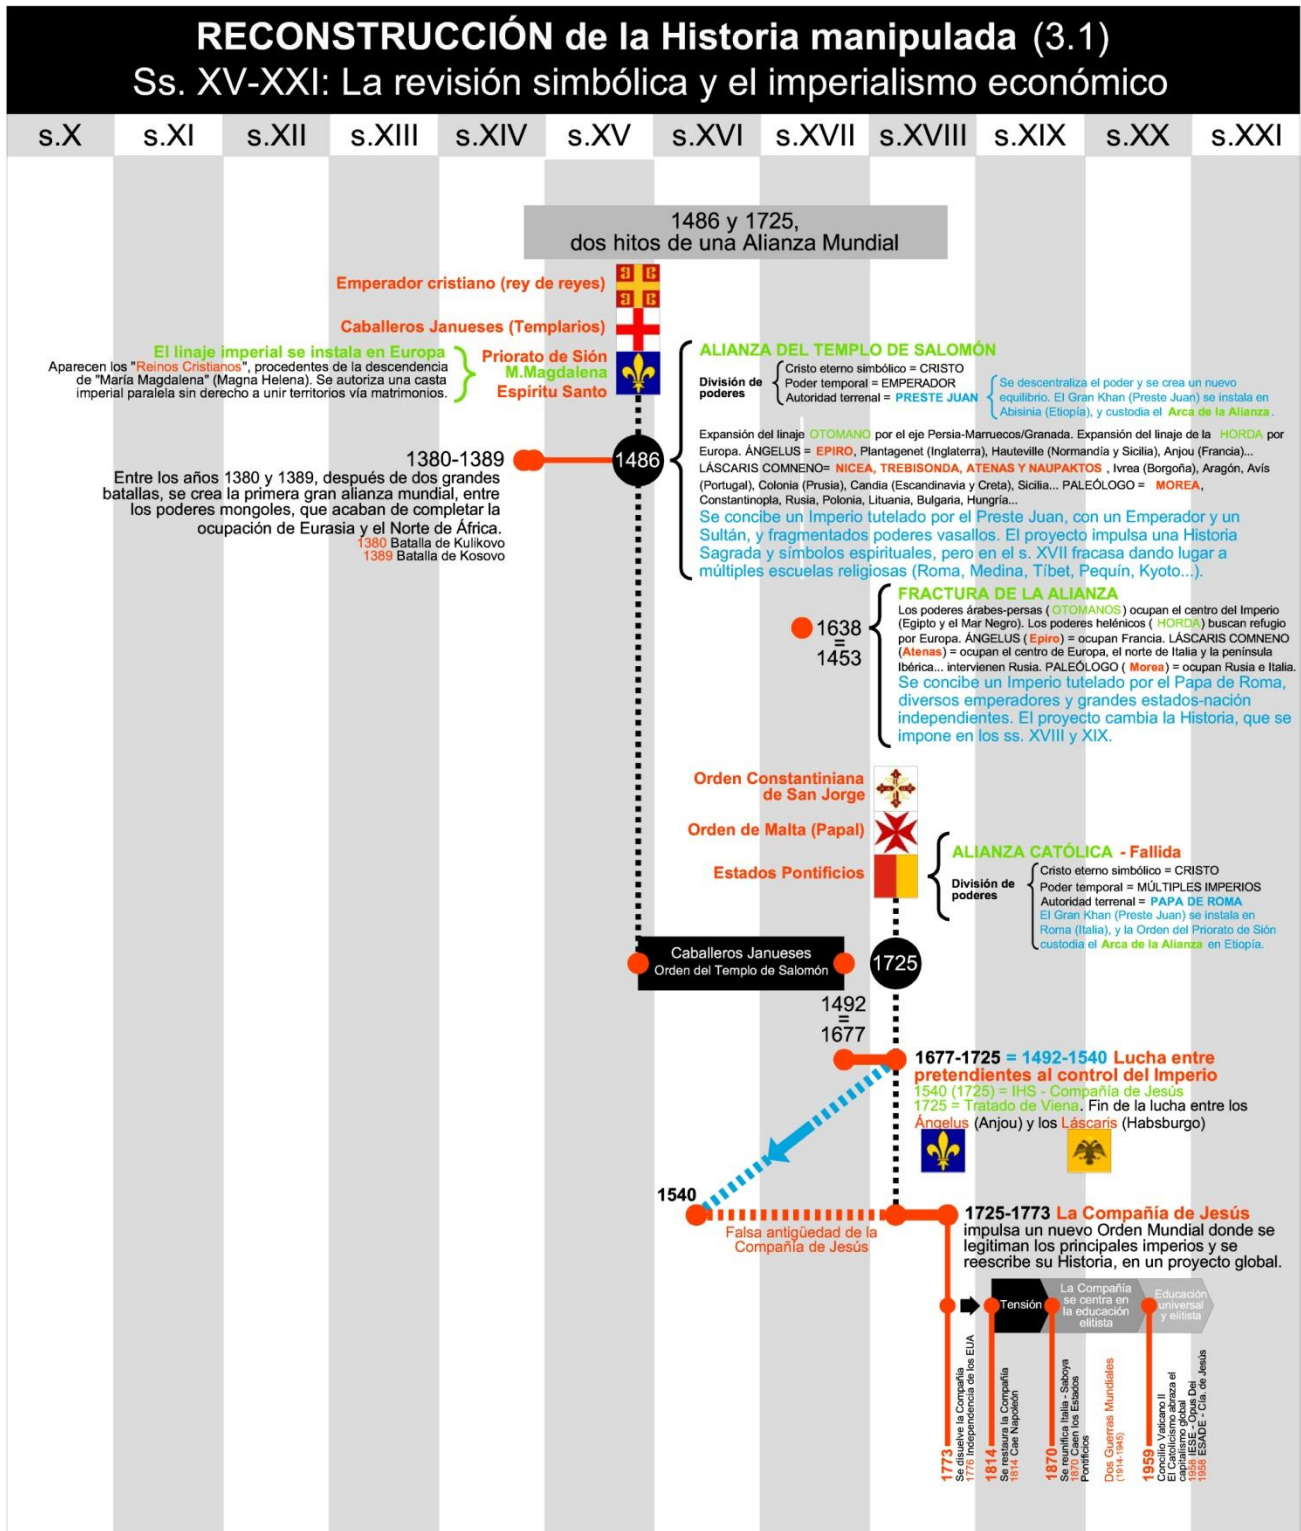 RECONSTRUCCIÓN de la Historia manipulada (3.1)
Ss. XV-XXI: La revisión simbólica y el imperialismo económico
s.X s.XI s.XII s.XIII s.XIV s.XV s.XVI s.XVII s.XVIII s.XIX s.XX s.XXI
1486 y 1725,
dos hitos de una Alianza Mundial
Emperador cristiano (rey de reyes)
Caballeros Janueses (Templarios)
El linaje imperial se instala en Europa
Aparecen los "Reinos Cristianos", procedentes de la descendencia
de "María Magdalena" (Magna Helena). Se autoriza una casta
imperial paralela sin derecho a unir territorios vía matrimonios.
Priorato de Sión
M.Magdalena
Espíritu Santo
ALIANZA DEL TEMPLO DE SALOMÓN
División de
poderes
Cristo eterno simbólico = CRISTO
Poder temporal = EMPERADOR
Autoridad terrenal = PRESTE JUAN
Se descentraliza el poder y se crea un nuevo
equilibrio. El Gran Khan (Preste Juan) se instala en
Abisinia (Etiopía), y custodia el Arca de la Alianza.
1380-1389
Entre los años 1380 y 1389, después de dos grandes
batallas, se crea la primera gran alianza mundial, entre
los poderes mongoles, que acaban de completar la
ocupación de Eurasia y el Norte de África.
1380 Batalla de Kulikovo
1389 Batalla de Kosovo
1486
Expansión del linaje OTOMANO por el eje Persia-Marruecos/Granada. Expansión del linaje de la HORDA por
Europa. ÁNGELUS = EPIRO, Plantagenet (Inglaterra), Hauteville (Normandía y Sicilia), Anjou (Francia)...
LÁSCARIS COMNENO= NICEA, TREBISONDA, ATENAS Y NAUPAKTOS , Ivrea (Borgoña), Aragón, Avís
(Portugal), Colonia (Prusia), Candia (Escandinavia y Creta), Sicilia... PALEÓLOGO = MOREA,
Constantinopla, Rusia, Polonia, Lituania, Bulgaria, Hungría...
Se concibe un Imperio tutelado por el Preste Juan, con un Emperador y un
Sultán, y fragmentados poderes vasallos. El proyecto impulsa una Historia
Sagrada y símbolos espirituales, pero en el s. XVII fracasa dando lugar a
múltiples escuelas religiosas (Roma, Medina, Tíbet, Pequín, Kyoto...).
1638
=
1453
FRACTURA DE LA ALIANZA
Los poderes árabes-persas ( OTOMANOS) ocupan el centro del Imperio
(Egipto y el Mar Negro). Los poderes helénicos ( HORDA) buscan refugio
por Europa. ÁNGELUS ( Epiro) = ocupan Francia. LÁSCARIS COMNENO
(Atenas) = ocupan el centro de Europa, el norte de Italia y la península
Ibérica... intervienen Rusia. PALEÓLOGO ( Morea) = ocupan Rusia e Italia.
Se concibe un Imperio tutelado por el Papa de Roma,
diversos emperadores y grandes estados-nación
independientes. El proyecto cambia la Historia, que se
impone en los ss. XVIII y XIX.
Orden Constantiniana
de San Jorge
Orden de Malta (Papal)
Estados Pontificios
ALIANZA CATÓLICA - Fallida
División de
poderes
Cristo eterno simbólico = CRISTO
Poder temporal = MÚLTIPLES IMPERIOS
Autoridad terrenal = PAPA DE ROMA
El Gran Khan (Preste Juan) se instala en
Roma (Italia), y la Orden del Priorato de Sión
custodia el Arca de la Alianza en Etiopía.
Caballeros Janueses
Orden del Templo de Salomón
1725
1492
=
1677
1677-1725 = 1492-1540 Lucha entre
pretendientes al control del Imperio
1540 (1725) = IHS - Compañía de Jesús
1725 = Tratado de Viena. Fin de la lucha entre los
Ángelus (Anjou) y los Láscaris (Habsburgo)
1540
Falsa antigüedad de la
Compañía de Jesús
1725-1773 La Compañía de Jesús
impulsa un nuevo Orden Mundial donde se
legitiman los principales imperios y se
reescribe su Historia, en un proyecto global.
Tensión
La Compañía
se centra en
la educación
elitista
Educación
universal
y elitista
1773
Se disuelve la Compañía
1776 Independencia de los EUA
1814
Se restaura la Compañía
1814 Cae Napoleón
1870
Se reunifica Italia - Saboya
1870 Caen los Estados
Pontificios
Dos Guerras Mundiales
(1914-1945)
1959
Concilio Vaticano II
El Catolicismo abraza el
capitalismo global
1958 IESE - Opus Dei
1958 ESADE - Cía. de Jesús